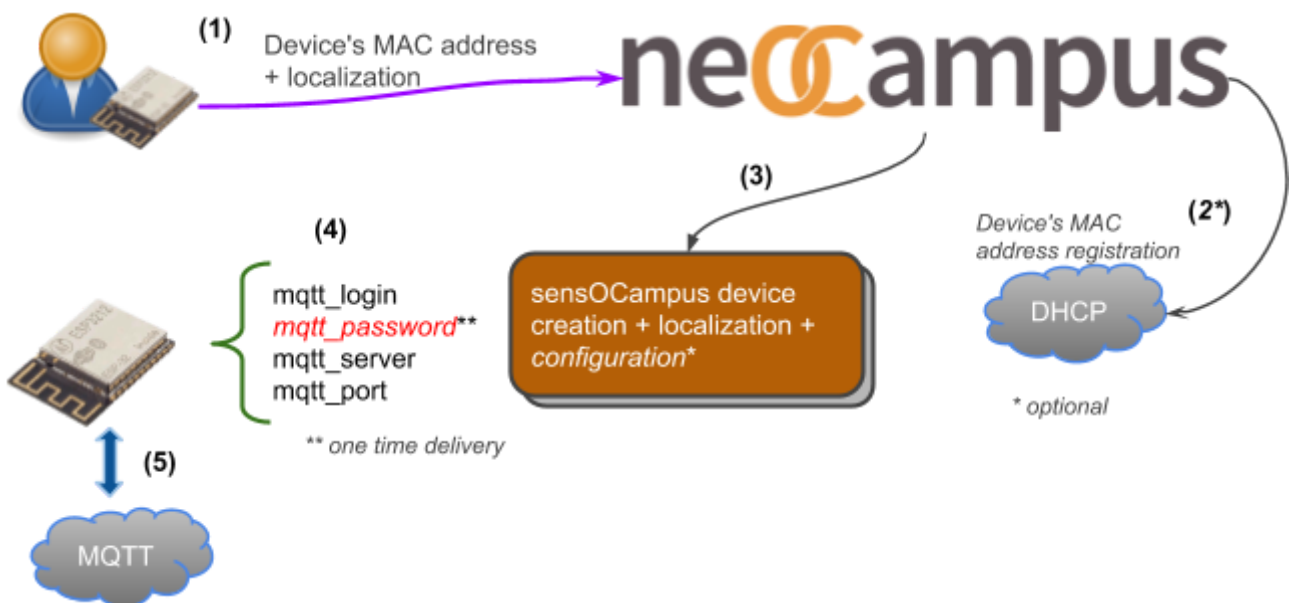 (1)
Device's MAC address
+ localization
neOCampus
(3)
(2*)
Device's MAC
address registration
DHCP
* optional
sensOCampus device
creation + localization +
configuration*
(4)
mqtt_login
mqtt_password**
mqtt_server
mqtt_port
** one time delivery
ESP3212
(5)
MQTT